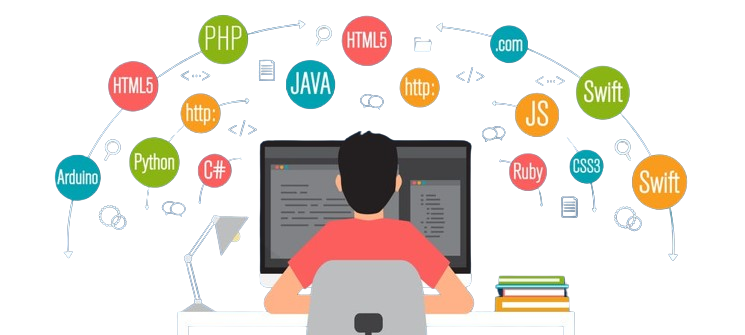 PHP
HTML5
.com
HTML5
JAVA
http:
Swift
http:
JS
Arduino
Python
C#
Ruby
CSS3
Swift